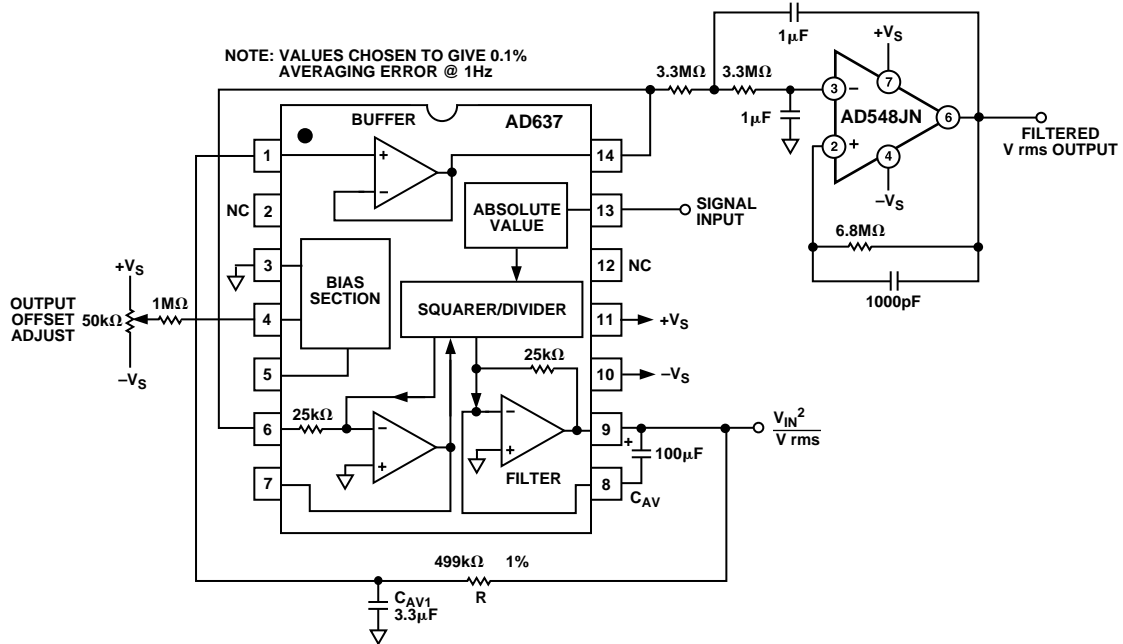 NOTE: VALUES CHOSEN TO GIVE 0.1%
AVERAGING ERROR @ 1Hz
1µF
+VS
3.3MΩ
3.3MΩ
3
–
7
AD548JN
6
1µF
2
+
4
–VS
FILTERED
V rms OUTPUT
6.8MΩ
1000pF
BUFFER
AD637
1
+
–
14
NC
2
ABSOLUTE
VALUE
13
SIGNAL
INPUT
3
BIAS
SECTION
12
NC
+VS
OUTPUT
OFFSET
ADJUST
50kΩ
1MΩ
–VS
4
SQUARER/DIVIDER
11
+VS
5
25kΩ
10
–VS
6
25kΩ
–
+
–
+
FILTER
9
+
100µF
VIN2
V rms
7
8
CAV
499kΩ
1%
R
CAV1
3.3µF